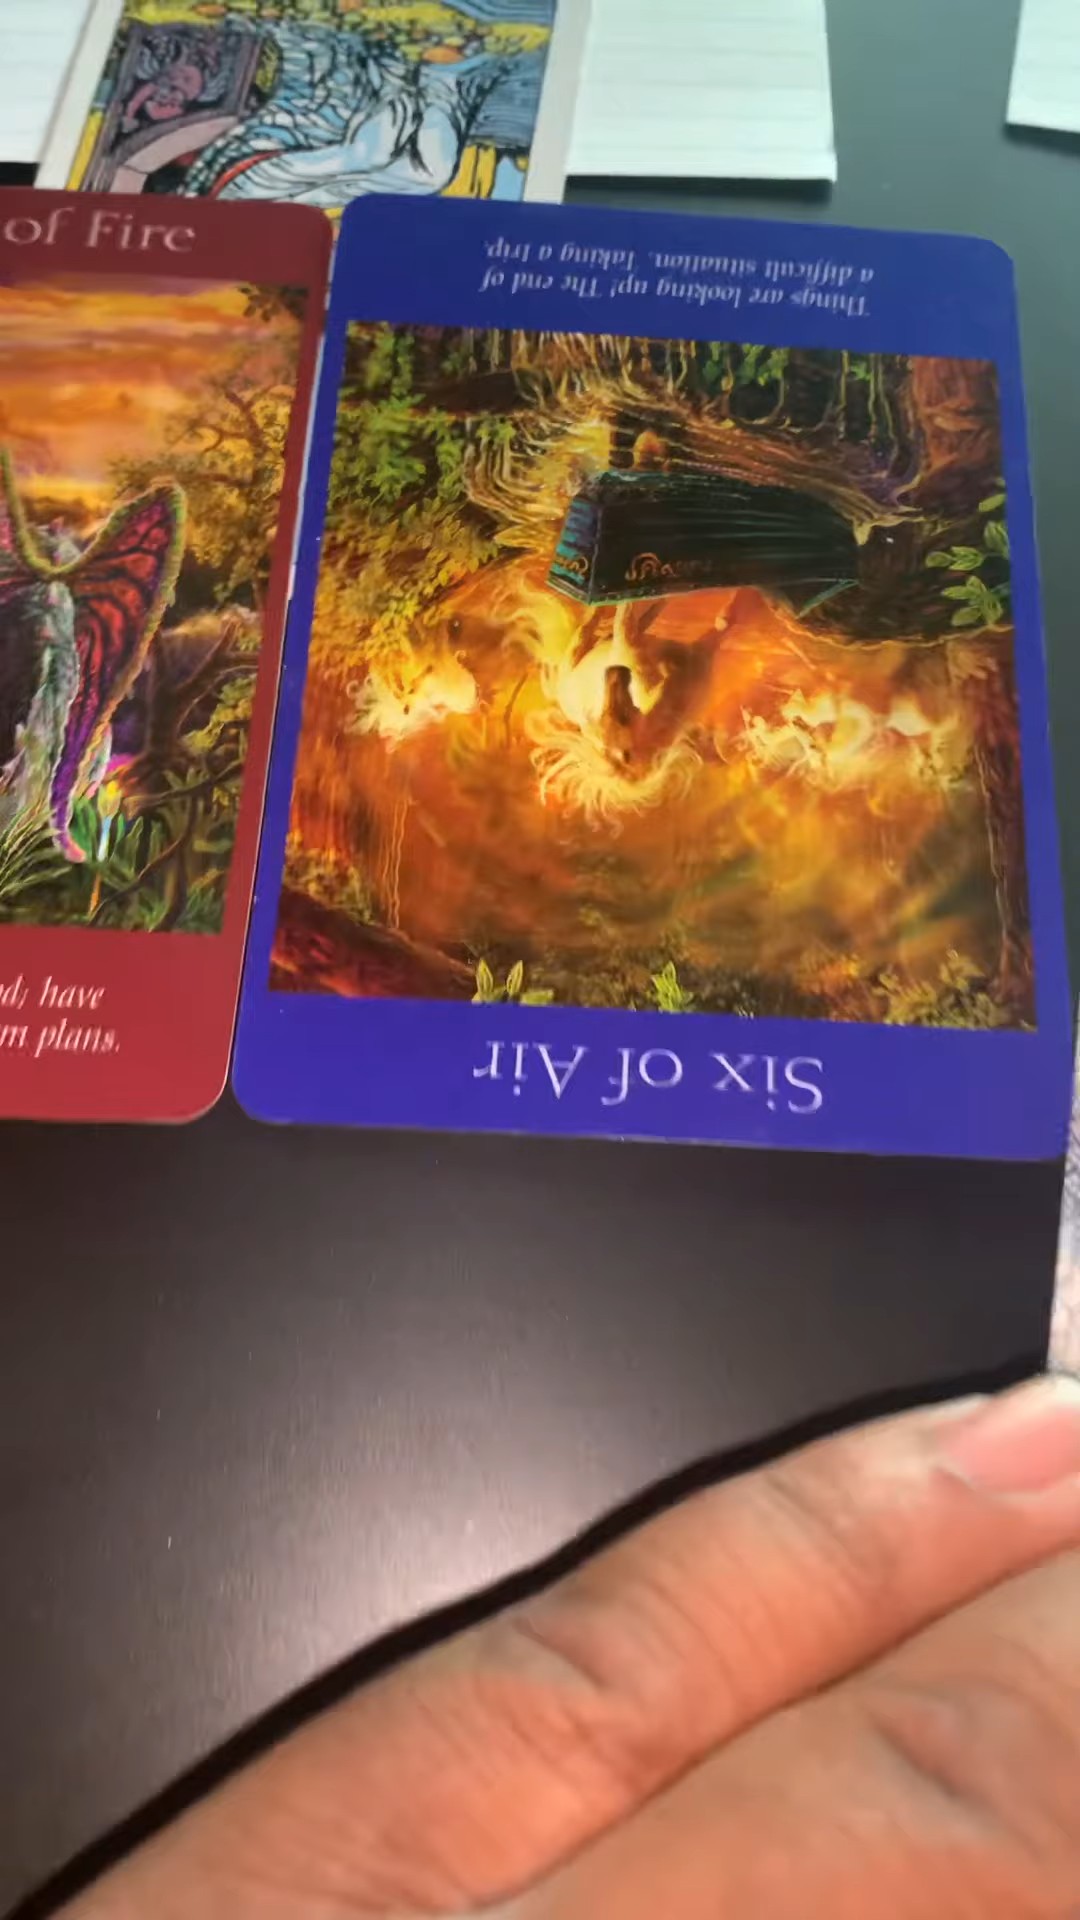 of Fire
d; have
m plans.
Six of Air
Things are looking up! The end of
a difficult situation. Taking a trip.